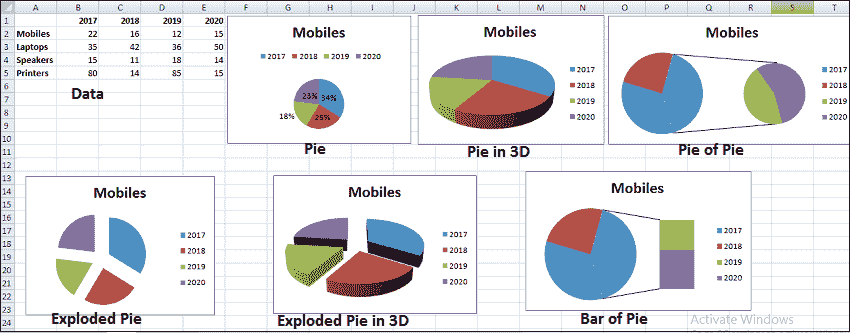 A B C D E F G H I J K L M N O P Q R S T
1 2017 2018 2019 2020
2 Mobiles 22 16 12 15
3 Laptops 35 42 36 50
4 Speakers 15 11 18 14
5 Printers 80 14 85 15
6
7
8
9
10
11
12
13
14
15
16
17
18
19
20
21
22
23
24
Data
Mobiles
2017 2018 2019 2020
23% 34%
18% 25%
Pie
Mobiles
2017
2018
2019
2020
Pie in 3D
Mobiles
2017
2018
2019
2020
Pie of Pie
Mobiles
2017
2018
2019
2020
Exploded Pie
Mobiles
2017
2018
2019
2020
Exploded Pie in 3D
Mobiles
2017
2018
2019
2020
Bar of Pie
Activate Windows